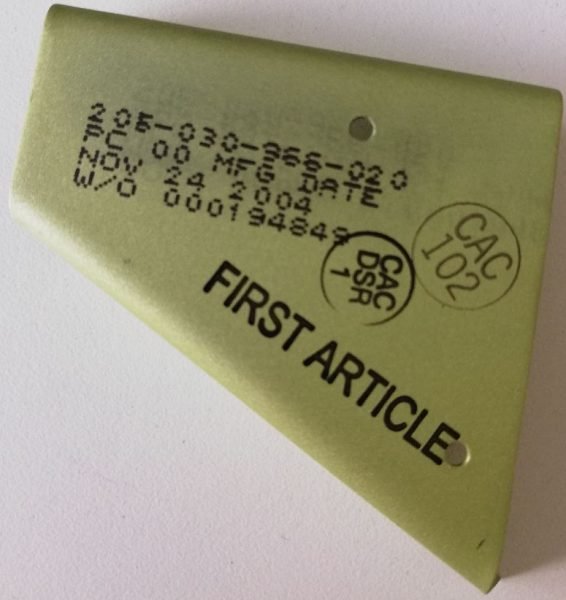 205-030-966-020
PC 00 MFG DATE
NOV 24 2004
W/O 000194849
CAC
DSR
1
CAC
102
FIRST ARTICLE